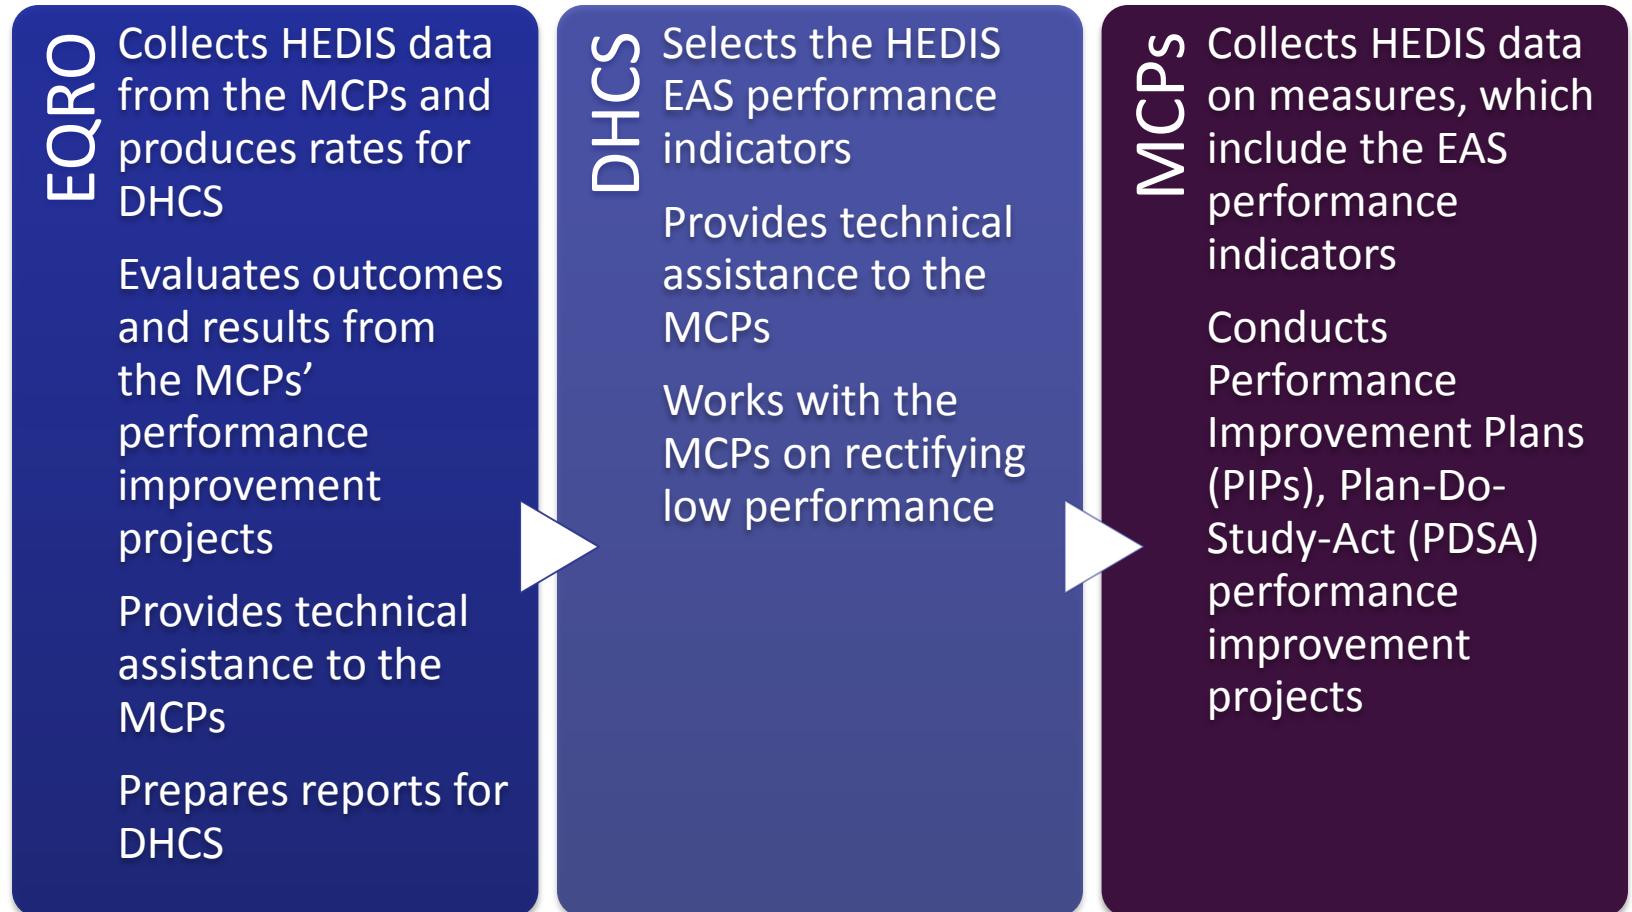 EQRO
Collects HEDIS data
from the MCPs and
produces rates for
DHCS
Evaluates outcomes
and results from
the MCPs’
performance
improvement
projects
Provides technical
assistance to the
MCPs
Prepares reports for
DHCS
DHCS
Selects the HEDIS
EAS performance
indicators
Provides technical
assistance to the
MCPs
Works with the
MCPs on rectifying
low performance
MCPs
Collects HEDIS data
on measures, which
include the EAS
performance
indicators
Conducts
Performance
Improvement Plans
(PIPs), Plan-Do-
Study-Act (PDSA)
performance
improvement
projects